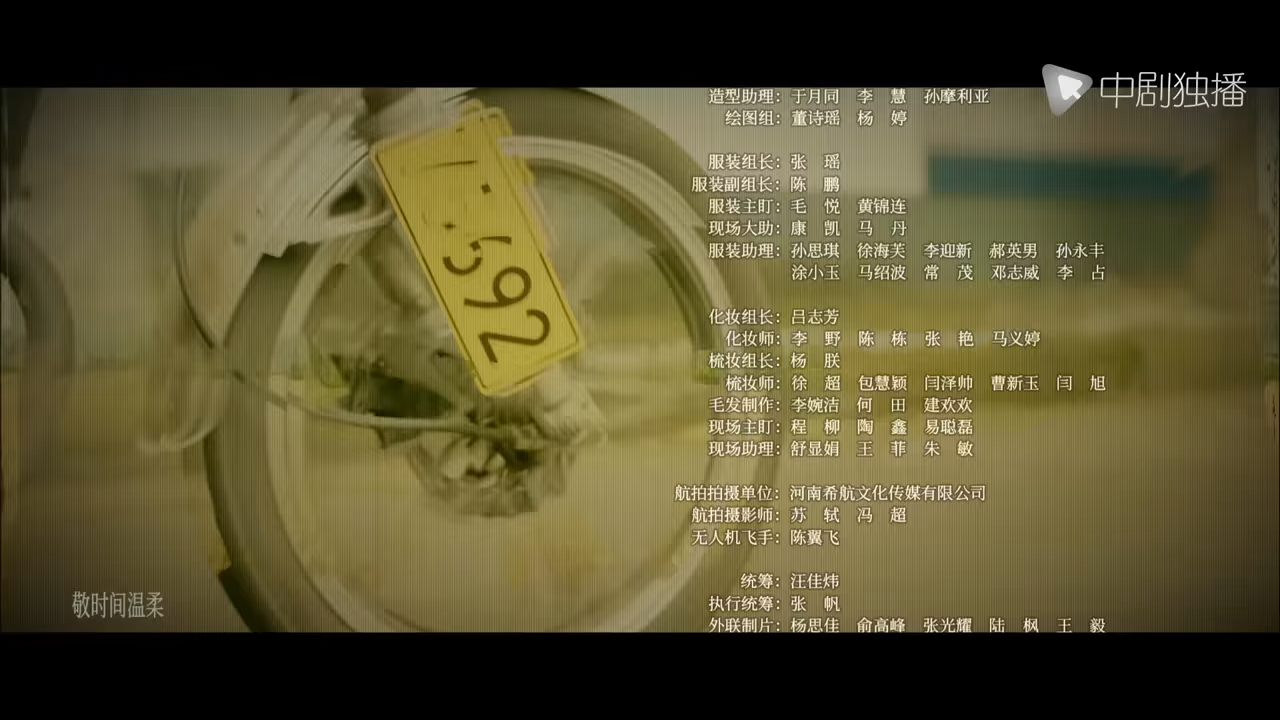 中剧独播
造型助理：于月同 李 慧 孙摩利亚
绘图组：董诗瑶 杨 婷
服装组长：张 瑶
服装副组长：陈 鹏
服装主盯：毛 悦 黄锦连
现场大助：康 凯 马 丹
服装助理：孙思琪 徐海芙 李迎新 郝英男 孙永丰
涂小玉 马绍波 常 茂 邓志威 李 占
化妆组长：吕志芳
化妆师：李 野 陈 栋 张 艳 马义婷
梳妆组长：杨 朕
梳妆师：徐 超 包慧颖 闫泽帅 曹新玉 闫 旭
毛发制作：李婉洁 何 田 建欢欢
现场主盯：程 柳 陶 鑫 易聪磊
现场助理：舒显娟 王 菲 朱 敏
航拍拍摄单位：河南希航文化传媒有限公司
航拍摄影师：苏 轼 冯 超
无人机飞手：陈翼飞
统筹：汪佳炜
执行统筹：张 帆
外联制片：杨思佳 俞高峰 张光耀 陆 枫 王 毅
敬时间温柔
592